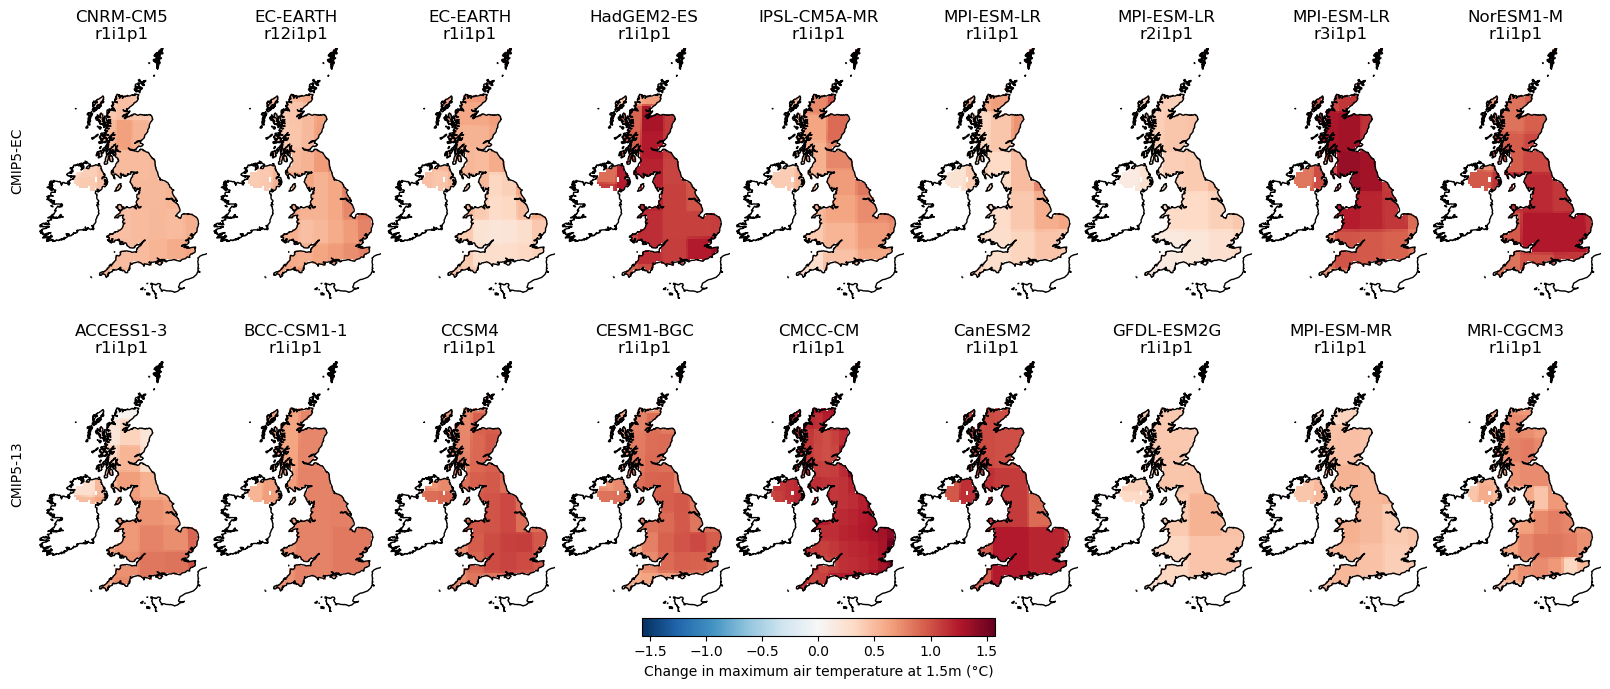 CNRM-CM5
r1i1p1
EC-EARTH
r12i1p1
EC-EARTH
r1i1p1
HadGEM2-ES
r1i1p1
IPSL-CM5A-MR
r1i1p1
MPI-ESM-LR
r1i1p1
MPI-ESM-LR
r2i1p1
MPI-ESM-LR
r3i1p1
NorESM1-M
r1i1p1
CMIP5-EC
ACCESS1-3
r1i1p1
BCC-CSM1-1
r1i1p1
CCSM4
r1i1p1
CESM1-BGC
r1i1p1
CMCC-CM
r1i1p1
CanESM2
r1i1p1
GFDL-ESM2G
r1i1p1
MPI-ESM-MR
r1i1p1
MRI-CGCM3
r1i1p1
CMIP5-13
−1.5 −1.0 −0.5 0.0 0.5 1.0 1.5
Change in maximum air temperature at 1.5m (°C)